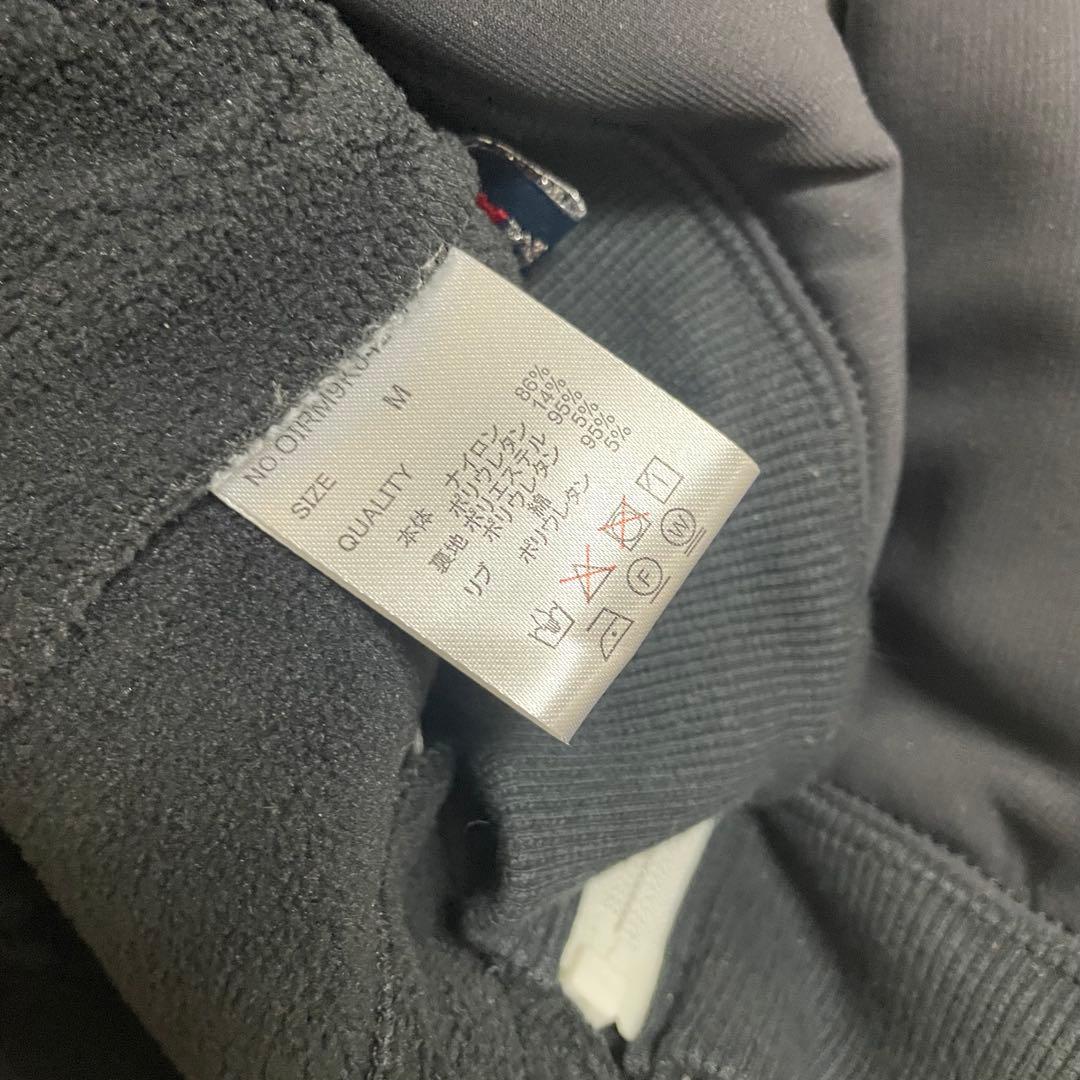 SIZE M
QUALITY
本体 ナイロン 86%
ポリウレタン 14%
裏地 ポリエステル 95%
ポリウレタン 5%
リブ 綿 95%
ポリウレタン 5%
W
F